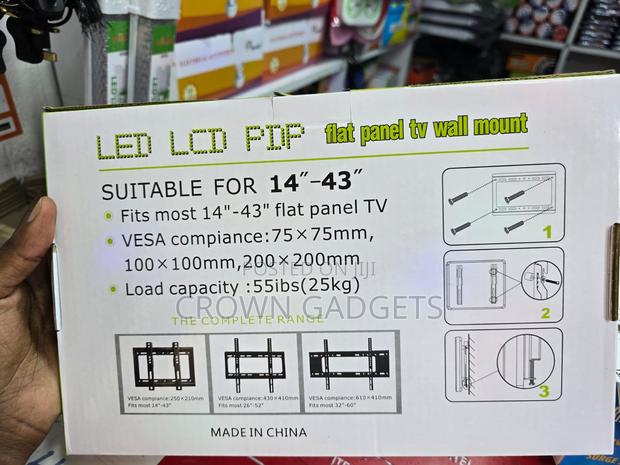 LED LCD PDP flat panel tv wall mount
SUITABLE FOR 14"-43"
Fits most 14"-43" flat panel TV
VESA compiance:75×75mm,
100×100mm,200×200mm
Load capacity :55ibs(25kg)
POSTED ON JIJI
CROWN GADGETS
THE COMPLETE RANGE
VESA compiance:250×210mm
Fits most 14"-43"
VESA compiance:430×410mm
Fits most 26"-52"
VESA compiance:610×410mm
Fits most 32"-60"
1
2
3
MADE IN CHINA
SURGE